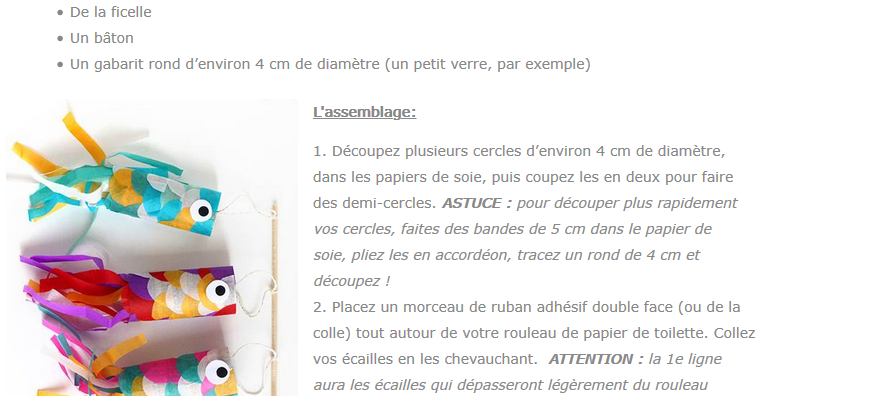 • De la ficelle
• Un bâton
• Un gabarit rond d’environ 4 cm de diamètre (un petit verre, par exemple)
L'assemblage:
1. Découpez plusieurs cercles d’environ 4 cm de diamètre,
dans les papiers de soie, puis coupez les en deux pour faire
des demi-cercles. ASTUCE : pour découper plus rapidement
vos cercles, faites des bandes de 5 cm dans le papier de
soie, pliez les en accordéon, tracez un rond de 4 cm et
découpez !
2. Placez un morceau de ruban adhésif double face (ou de la
colle) tout autour de votre rouleau de papier de toilette. Collez
vos écailles en les chevauchant. ATTENTION : la 1e ligne
aura les écailles qui dépasseront légèrement du rouleau